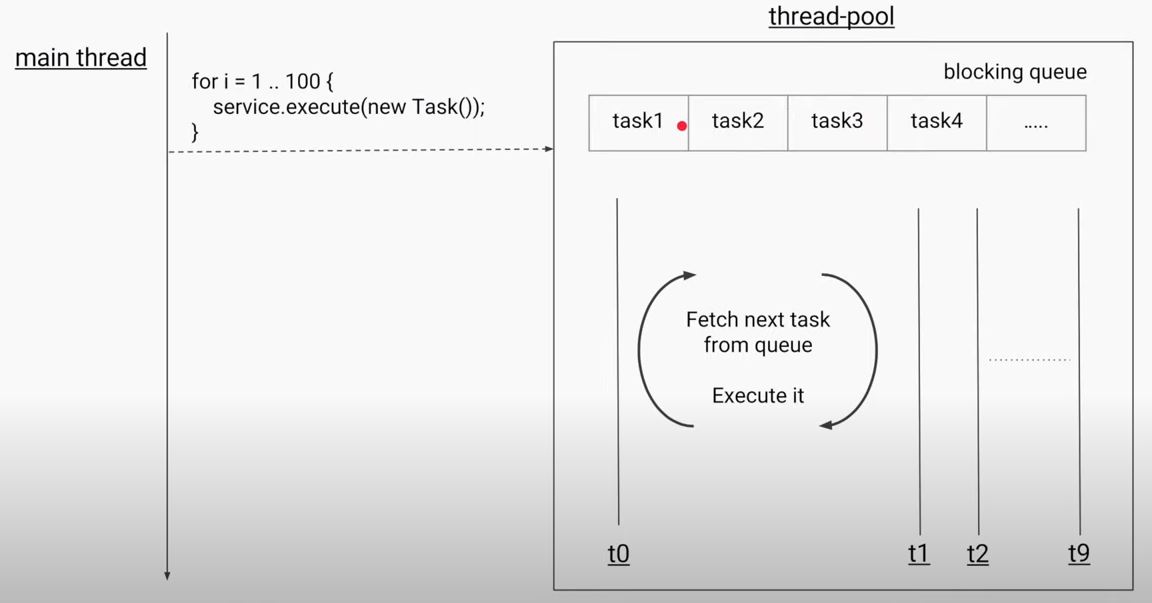 thread-pool
main thread
for i = 1 .. 100 {
service.execute(new Task());
}
blocking queue
task1 task2 task3 task4 .....
Fetch next task
from queue
Execute it
t0 t1 t2 t9